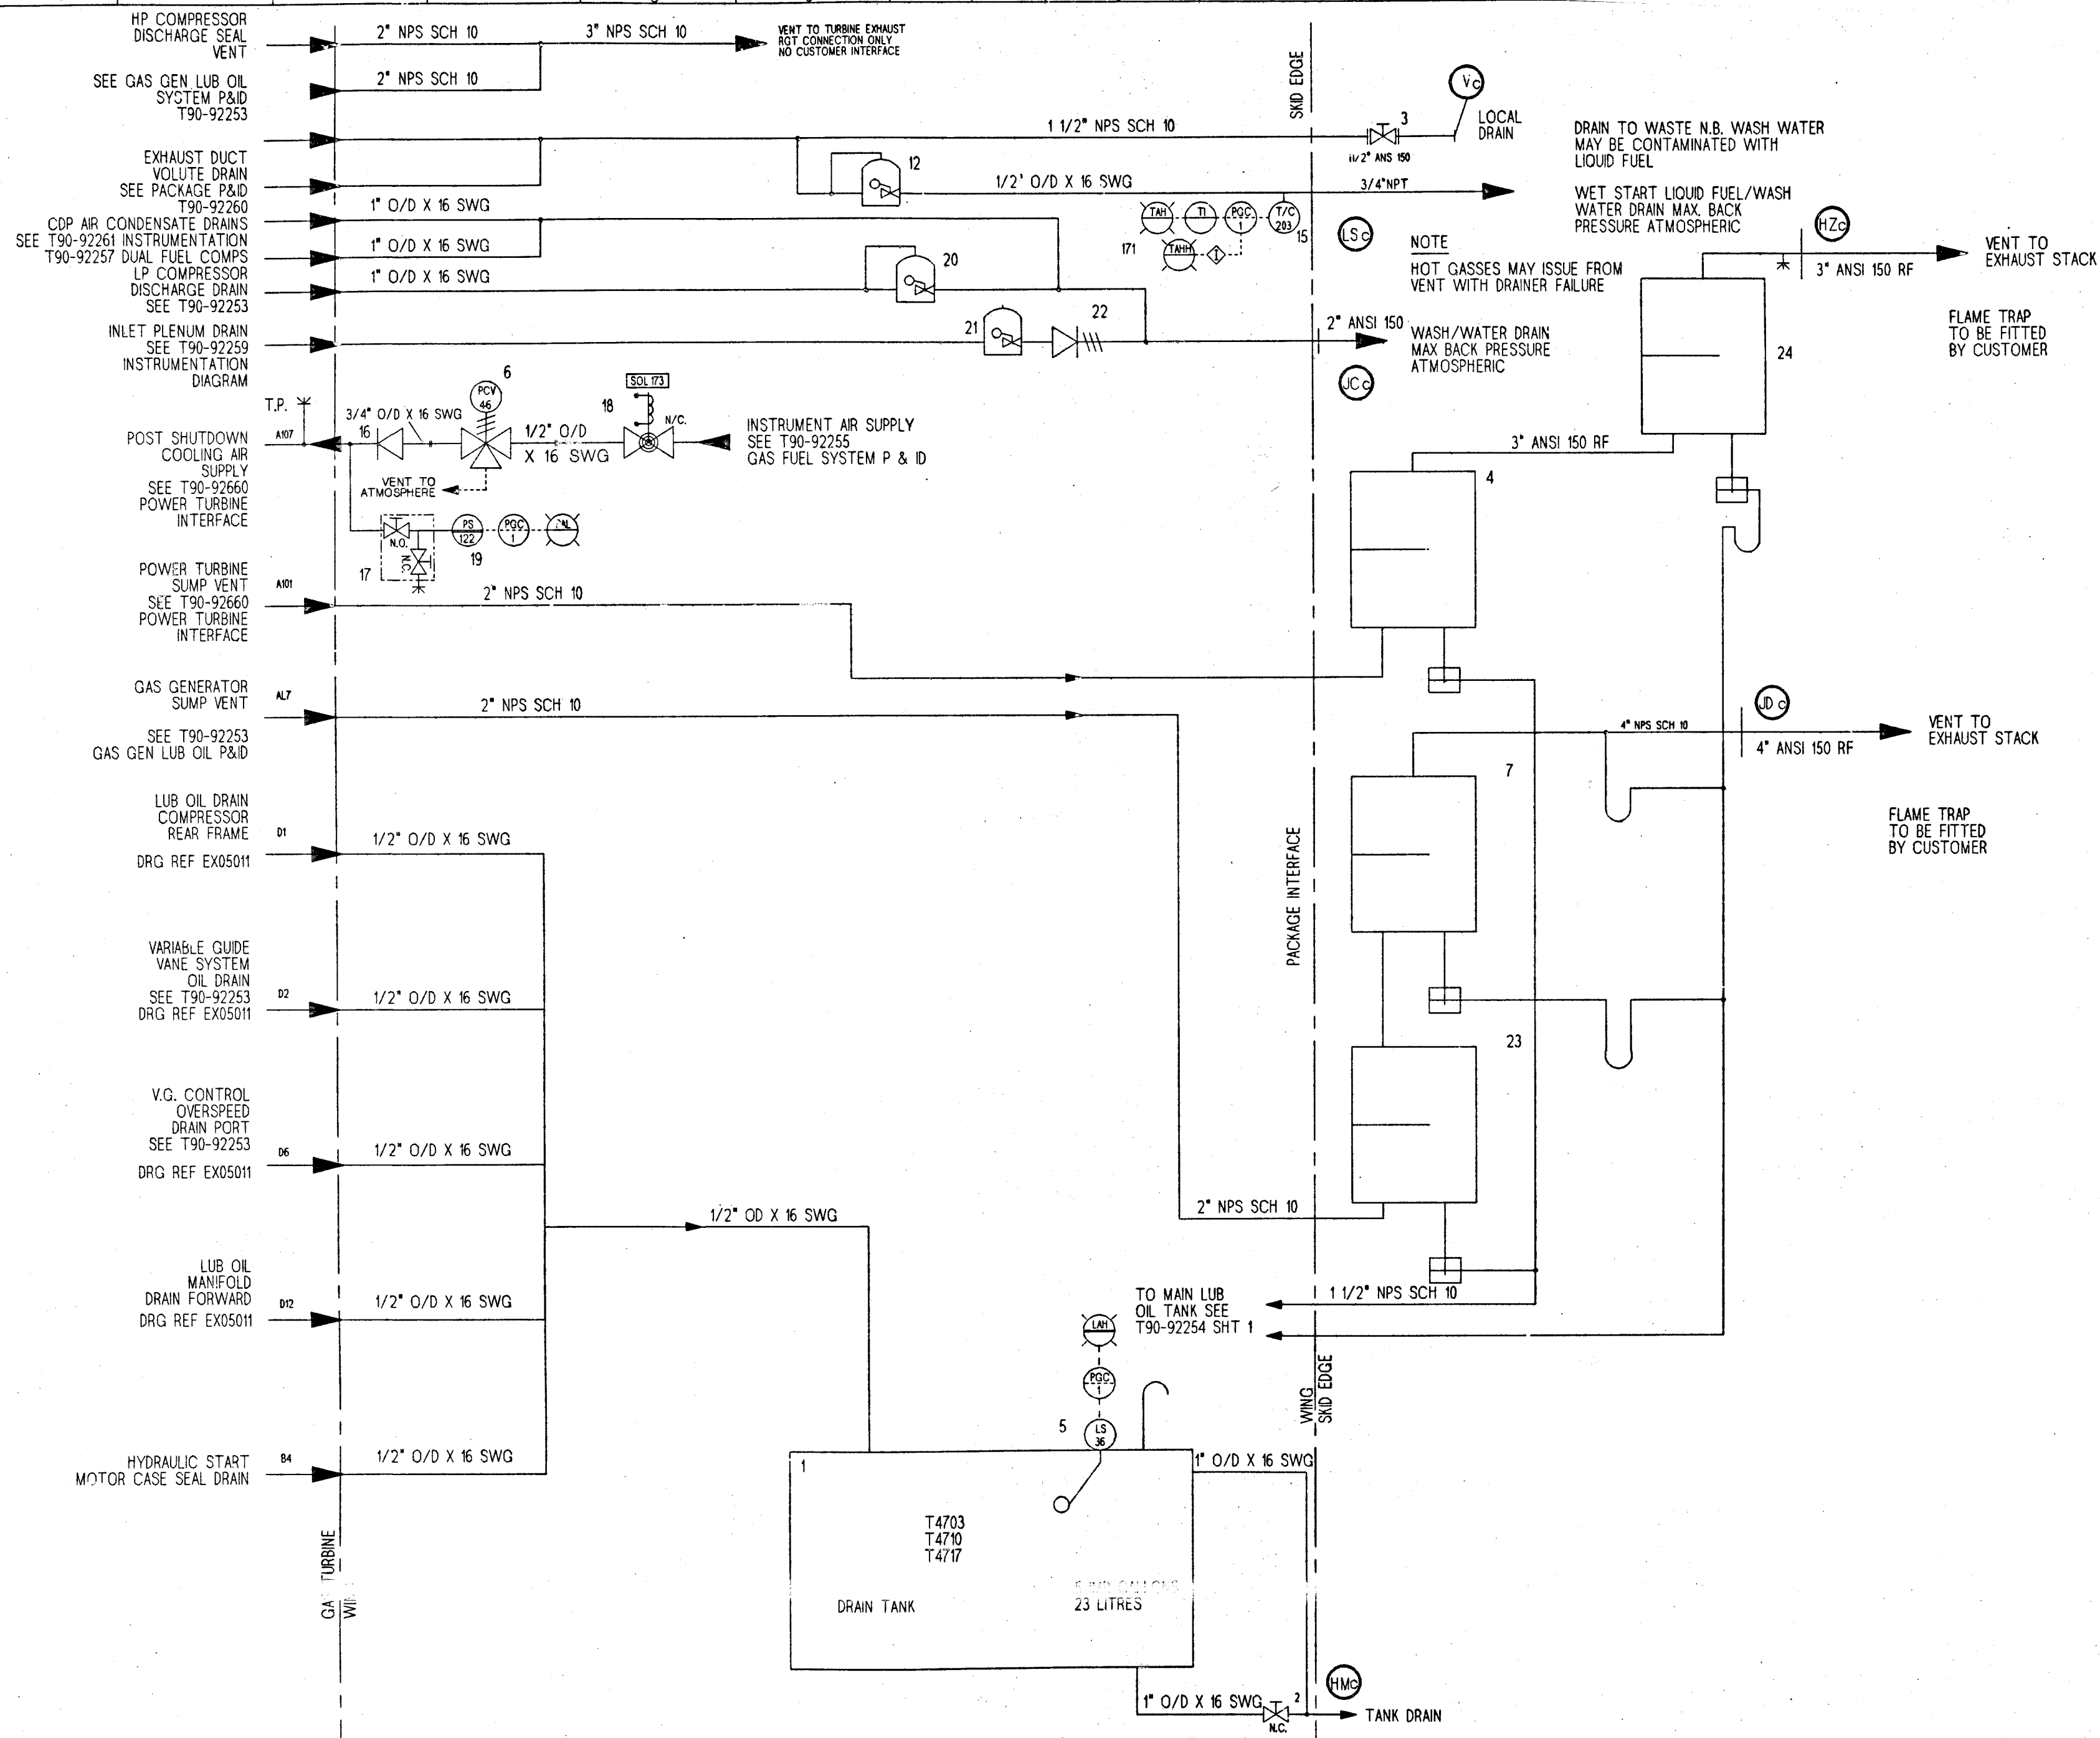 HP COMPRESSOR
DISCHARGE SEAL
VENT
2" NPS SCH 10
3" NPS SCH 10
VENT TO TURBINE EXHAUST
RGT CONNECTION ONLY
NO CUSTOMER INTERFACE
SEE GAS GEN LUB OIL
SYSTEM P&ID
T90-92253
2" NPS SCH 10
SKID EDGE
1 1/2" NPS SCH 10
3
11/2" ANS 150
Vc
LOCAL
DRAIN
DRAIN TO WASTE N.B. WASH WATER
MAY BE CONTAMINATED WITH
LIQUID FUEL
EXHAUST DUCT
VOLUTE DRAIN
SEE PACKAGE P&ID
T90-92260
12
1/2' O/D X 16 SWG
3/4"NPT
WET START LIQUID FUEL/WASH
WATER DRAIN MAX. BACK
PRESSURE ATMOSPHERIC
CDP AIR CONDENSATE DRAINS
SEE T90-92261 INSTRUMENTATION
T90-92257 DUAL FUEL COMPS
1" O/D X 16 SWG
1" O/D X 16 SWG
TAH
TI
PGC
1
T/C
203
15
171
TAHH
I
LSc
NOTE
HOT GASSES MAY ISSUE FROM
VENT WITH DRAINER FAILURE
HZc
3" ANSI 150 RF
VENT TO
EXHAUST STACK
LP COMPRESSOR
DISCHARGE DRAIN
SEE T90-92253
1" O/D X 16 SWG
20
INLET PLENUM DRAIN
SEE T90-92259
INSTRUMENTATION
DIAGRAM
21
22
2" ANSI 150
WASH/WATER DRAIN
MAX BACK PRESSURE
ATMOSPHERIC
JCc
24
FLAME TRAP
TO BE FITTED
BY CUSTOMER
T.P.
POST SHUTDOWN
COOLING AIR
SUPPLY
SEE T90-92660
POWER TURBINE
INTERFACE
A107
3/4" O/D X 16 SWG
16
6
PCV
46
1/2" O/D
X 16 SWG
18
SOL 173
N/C.
INSTRUMENT AIR SUPPLY
SEE T90-92255
GAS FUEL SYSTEM P & ID
VENT TO
ATMOSPHERE
N.O.
N.C.
17
PS
122
19
PGC
1
3" ANSI 150 RF
4
POWER TURBINE
SUMP VENT
SEE T90-92660
POWER TURBINE
INTERFACE
A101
2" NPS SCH 10
GAS GENERATOR
SUMP VENT
SEE T90-92253
GAS GEN LUB OIL P&ID
AL7
2" NPS SCH 10
4" NPS SCH 10
JDc
4" ANSI 150 RF
VENT TO
EXHAUST STACK
7
FLAME TRAP
TO BE FITTED
BY CUSTOMER
PACKAGE INTERFACE
LUB OIL DRAIN
COMPRESSOR
REAR FRAME
DRG REF EX05011
D1
1/2" O/D X 16 SWG
VARIABLE GUIDE
VANE SYSTEM
OIL DRAIN
SEE T90-92253
DRG REF EX05011
D2
1/2" O/D X 16 SWG
23
V.G. CONTROL
OVERSPEED
DRAIN PORT
SEE T90-92253
DRG REF EX05011
D6
1/2" O/D X 16 SWG
1/2" OD X 16 SWG
2" NPS SCH 10
LUB OIL
MANIFOLD
DRAIN FORWARD
DRG REF EX05011
D12
1/2" O/D X 16 SWG
TO MAIN LUB
OIL TANK SEE
T90-92254 SHT 1
1 1/2" NPS SCH 10
WING
SKID EDGE
LAH
PGC
1
5
LS
36
HYDRAULIC START
MOTOR CASE SEAL DRAIN
B4
1/2" O/D X 16 SWG
1
T4703
T4710
T4717
DRAIN TANK
23 LITRES
1" O/D X 16 SWG
TURBINE
1" O/D X 16 SWG
2
N.C.
HMc
TANK DRAIN